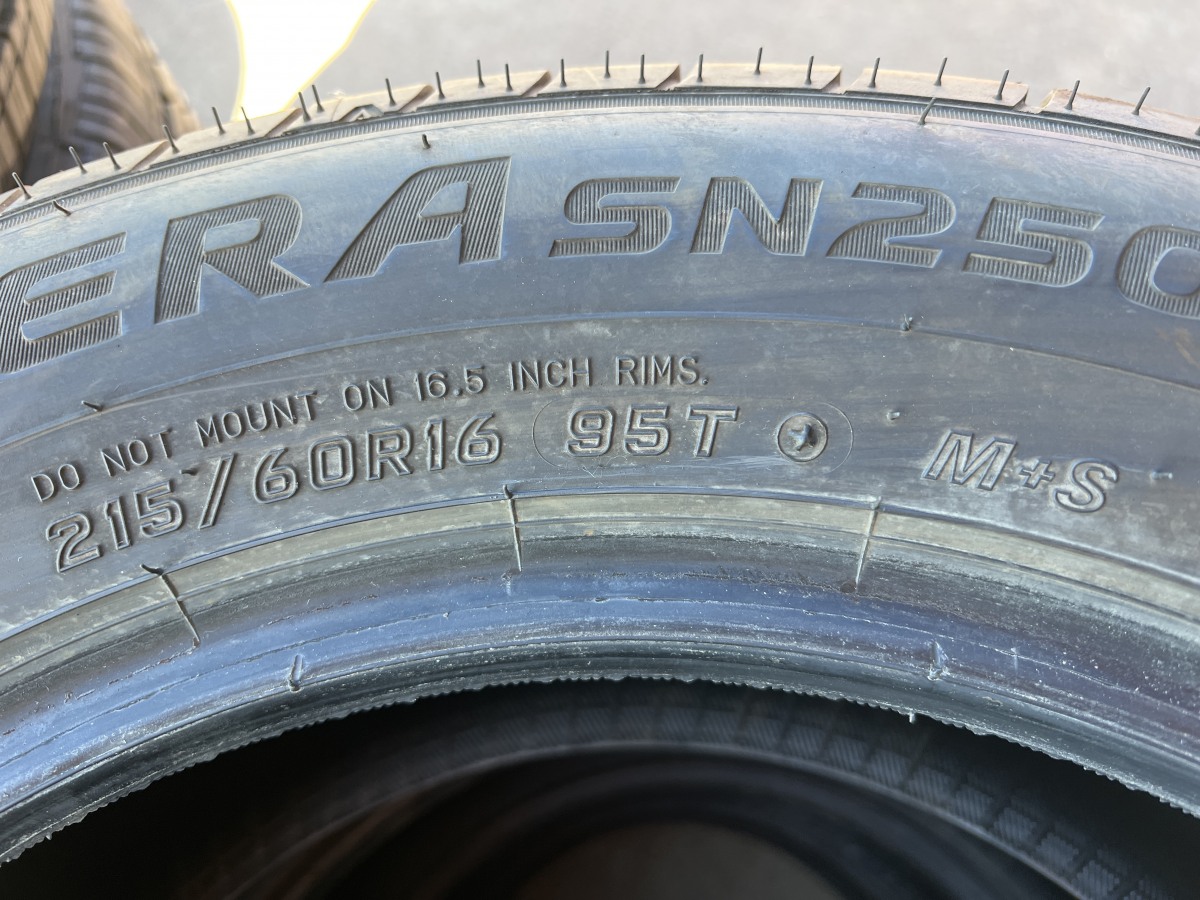 ERA SN250
DO NOT MOUNT ON 16.5 INCH RIMS.
215/60R16 95T M+S